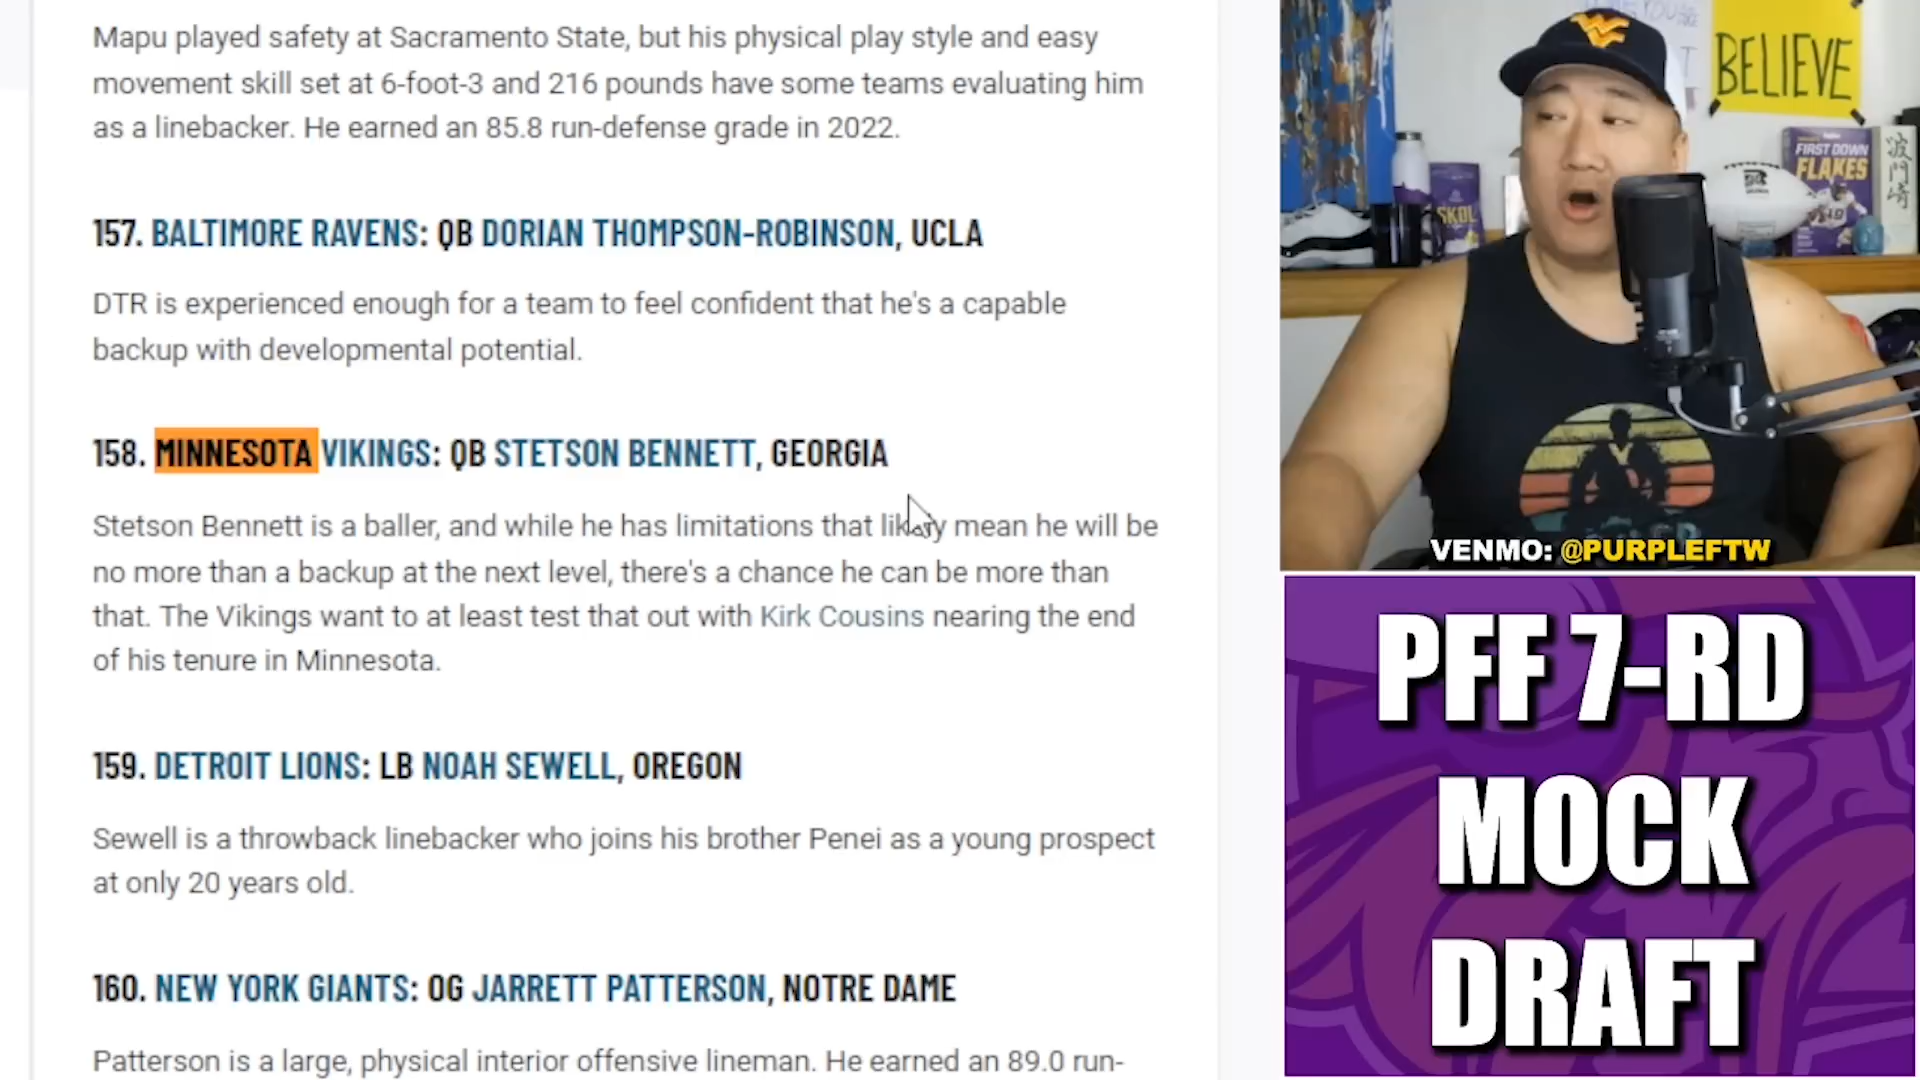 Mapu played safety at Sacramento State, but his physical play style and easy
movement skill set at 6-foot-3 and 216 pounds have some teams evaluating him
as a linebacker. He earned an 85.8 run-defense grade in 2022.
157. BALTIMORE RAVENS: QB DORIAN THOMPSON-ROBINSON, UCLA
DTR is experienced enough for a team to feel confident that he's a capable
backup with developmental potential.
158. MINNESOTA VIKINGS: QB STETSON BENNETT, GEORGIA
Stetson Bennett is a baller, and while he has limitations that likely mean he will be
no more than a backup at the next level, there's a chance he can be more than
that. The Vikings want to at least test that out with Kirk Cousins nearing the end
of his tenure in Minnesota.
159. DETROIT LIONS: LB NOAH SEWELL, OREGON
Sewell is a throwback linebacker who joins his brother Penei as a young prospect
at only 20 years old.
160. NEW YORK GIANTS: OG JARRETT PATTERSON, NOTRE DAME
Patterson is a large, physical interior offensive lineman. He earned an 89.0 run-
BELIEVE
FIRST DOWN
FLAKES
SKOL
VENMO: @PURPLEFTW
PFF 7-RD
MOCK
DRAFT